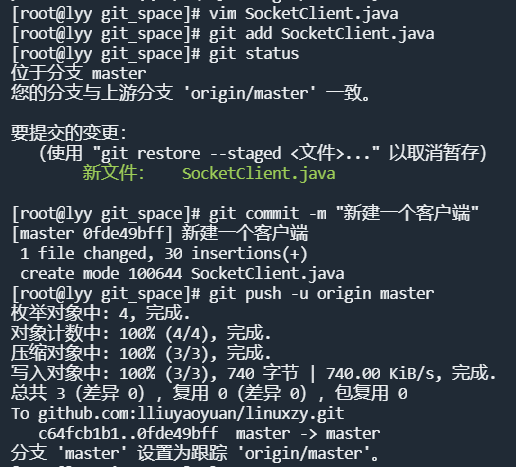 [root@lyy git_space]# vim SocketClient.java
[root@lyy git_space]# git add SocketClient.java
[root@lyy git_space]# git status
位于分支 master
您的分支与上游分支 'origin/master' 一致。
要提交的变更：
（使用 "git restore --staged <文件>..." 以取消暂存）
新文件： SocketClient.java
[root@lyy git_space]# git commit -m "新建一个客户端"
[master 0fde49bff] 新建一个客户端
1 file changed, 30 insertions(+)
create mode 100644 SocketClient.java
[root@lyy git_space]# git push -u origin master
枚举对象中: 4, 完成.
对象计数中: 100% (4/4), 完成.
压缩对象中: 100% (3/3), 完成.
写入对象中: 100% (3/3), 740 字节 | 740.00 KiB/s, 完成.
总共 3（差异 0），复用 0（差异 0），包复用 0
To github.com:lliuyaoyuan/linuxzy.git
c64fcb1b1..0fde49bff master -> master
分支 'master' 设置为跟踪 'origin/master'。